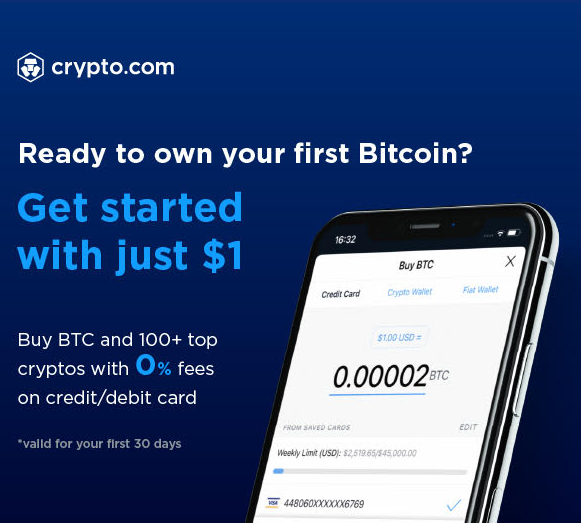 crypto.com
Ready to own your first Bitcoin?
Get started
with just $1
Buy BTC and 100+ top
cryptos with 0% fees
on credit/debit card
*valid for your first 30 days
16:32
Buy BTC X
Credit Card Crypto Wallet Fiat Wallet
$1.00 USD =
0.00002 BTC
FROM SAVED CARDS EDIT
Weekly Limit (USD): $2,519.65/$45,000.00
VISA 448060XXXXXX6769